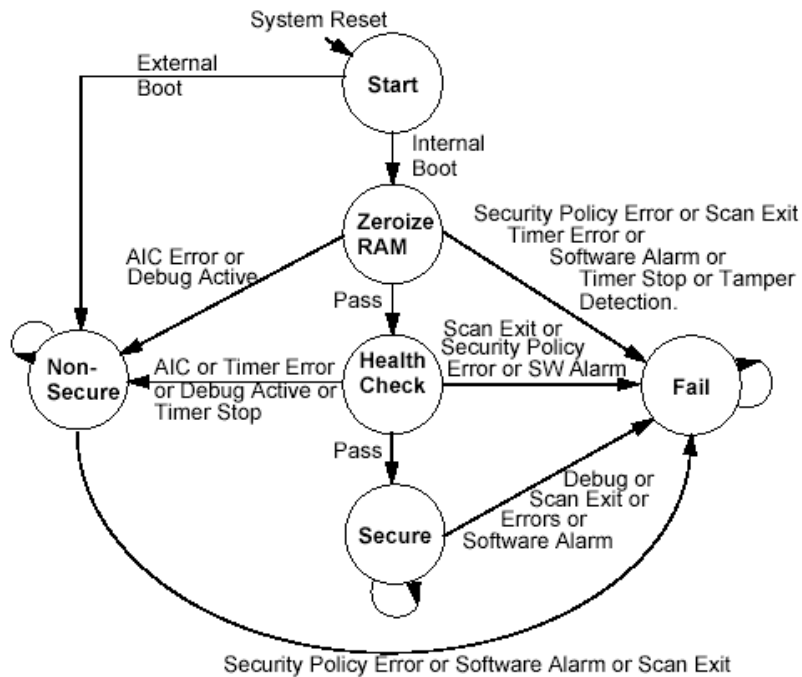 System Reset
External
Boot
Start
Internal
Boot
Zeroize
RAM
Security Policy Error or Scan Exit
Timer Error or
Software Alarm or
Timer Stop or Tamper
Detection.
AIC Error or
Debug Active
Pass
Scan Exit or
Security Policy
Error or SW Alarm
Non-
Secure
AIC or Timer Error
or Debug Active or
Timer Stop
Health
Check
Fail
Pass
Debug or
Scan Exit or
Errors or
Software Alarm
Secure
Security Policy Error or Software Alarm or Scan Exit